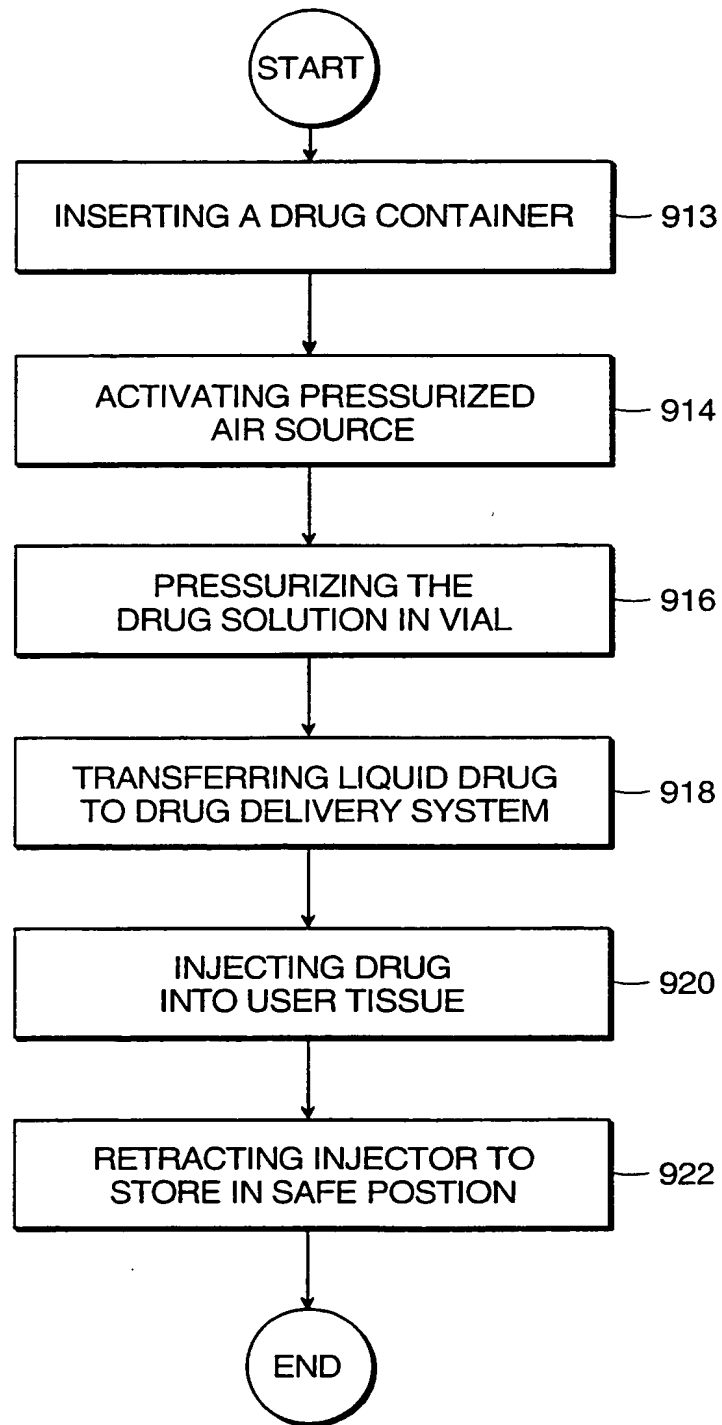 START
INSERTING A DRUG CONTAINER
913
ACTIVATING PRESSURIZED
AIR SOURCE
914
PRESSURIZING THE
DRUG SOLUTION IN VIAL
916
TRANSFERRING LIQUID DRUG
TO DRUG DELIVERY SYSTEM
918
INJECTING DRUG
INTO USER TISSUE
920
RETRACTING INJECTOR TO
STORE IN SAFE POSTION
922
END